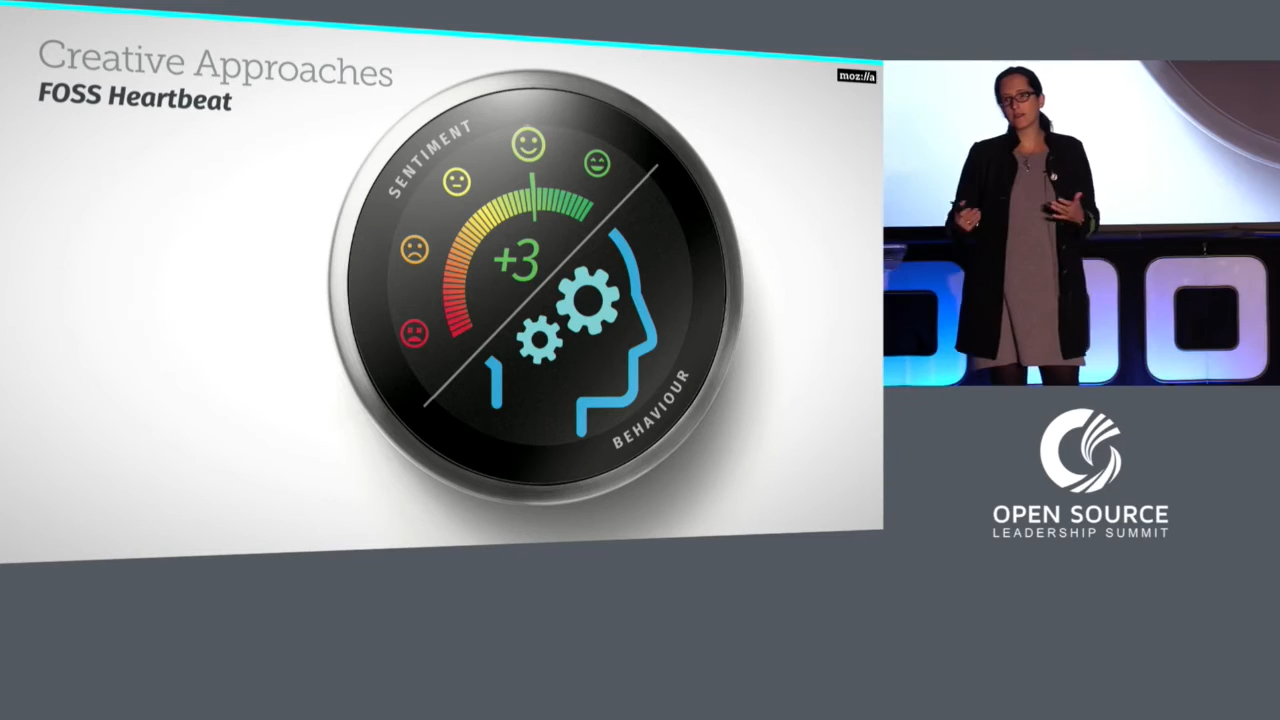 Creative Approaches
FOSS Heartbeat
moz://a
SENTIMENT
+3
BEHAVIOUR
OPEN SOURCE
LEADERSHIP SUMMIT